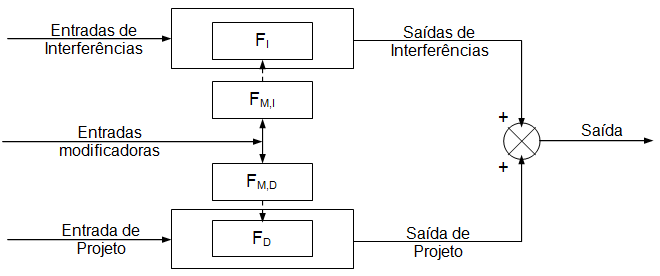 Entradas de
Interferências
F_I
Saídas de
Interferências
F_M,I
+
Entradas
modificadoras
Saída
+
F_M,D
Entrada de
Projeto
F_D
Saída de
Projeto